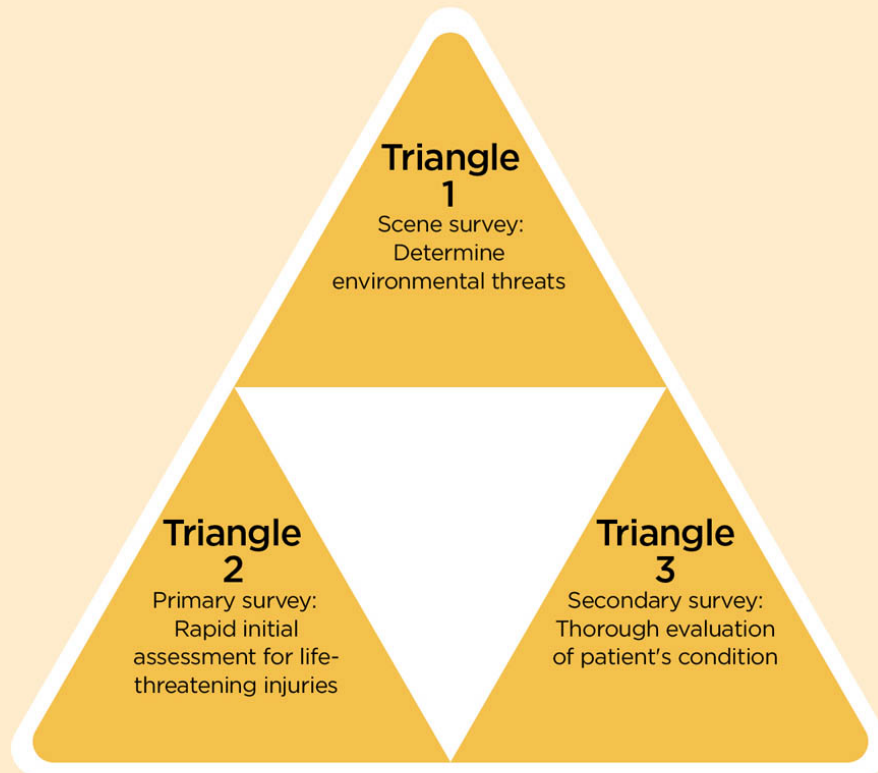 Triangle
1
Scene survey:
Determine
environmental threats
Triangle
2
Primary survey:
Rapid initial
assessment for life-
threatening injuries
Triangle
3
Secondary survey:
Thorough evaluation
of patient's condition